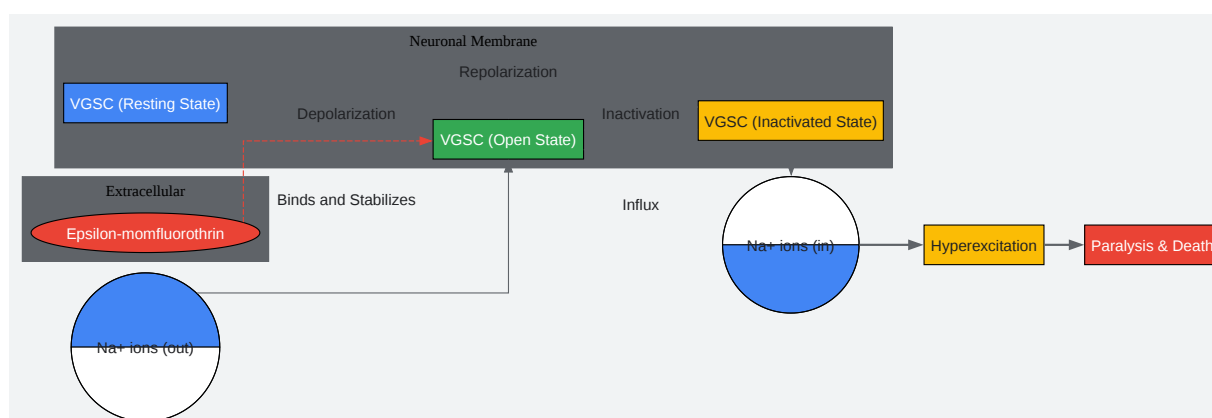 Neuronal Membrane
Repolarization
VGSC (Resting State)
Depolarization
Inactivation
VGSC (Inactivated State)
VGSC (Open State)
Extracellular
Binds and Stabilizes
Influx
Epsilon-momfluorothrin
Na+ ions (in)
Hyperexcitation
Paralysis & Death
Na+ ions (out)